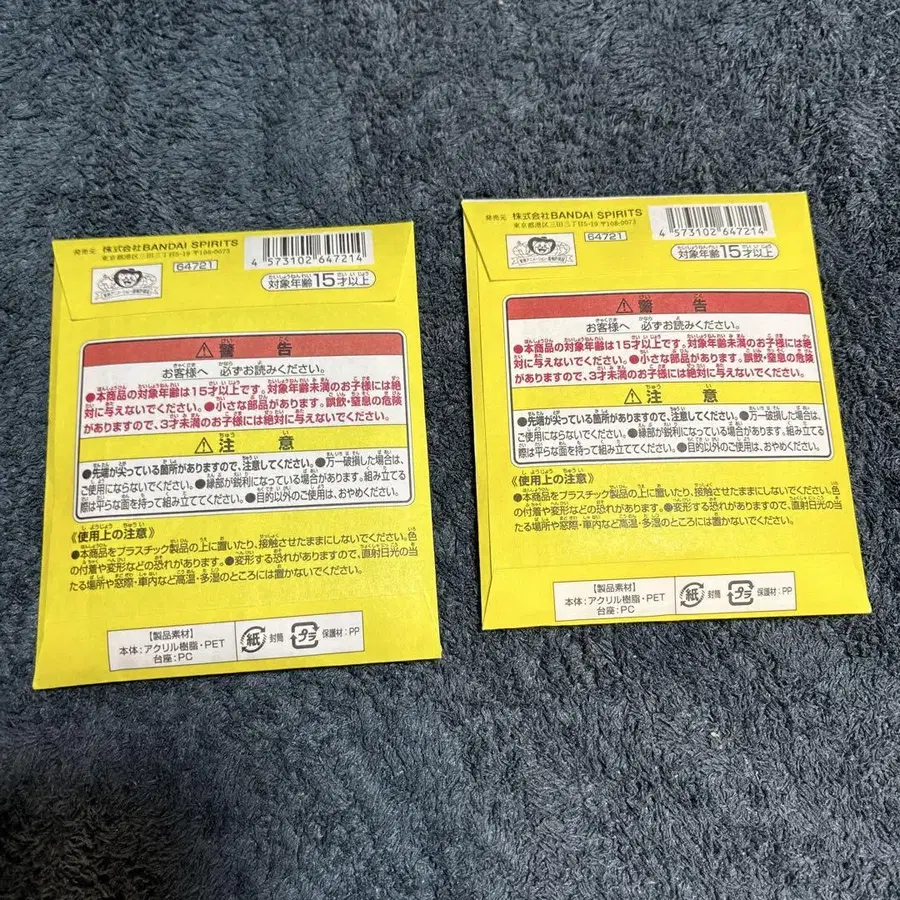 発売元 株式会社BANDAI SPIRITS
東京都港区三田三丁目5-19 〒108-0073
64721
4 573102 647214
たいしょうねんれい さい いじょう
対象年齢15才以上
⚠警告
お客様へ 必ずお読みください。
●本商品の対象年齢は15才以上です。対象年齢未満のお子様には絶
対に与えないでください。●小さな部品があります。誤飲・窒息の危険
がありますので、3才未満のお子様には絶対に与えないでください。
⚠注意
●先端が尖っている箇所がありますので、注意してください。●万一破損した場合は、
ご使用にならないでください。●縁部が鋭利になっている場合があります。組み立てる
際は平らな面を持って組み立ててください。●目的以外のご使用は、おやめください。
《使用上の注意》
●本商品をプラスチック製品の上に置いたり、接触させたままにしないでください。色
の付着や変形などの恐れがあります。●変形する恐れがありますので、直射日光の当
たる場所や窓際・車内など高温・多湿のところには置かないでください。
【製品素材】
本体:アクリル樹脂・PET
台座:PC
紙 封筒
プラ 保護材:PP
発売元 株式会社BANDAI SPIRITS
東京都港区三田三丁目5-19 〒108-0073
64721
4 573102 647214
たいしょうねんれい さい いじょう
対象年齢15才以上
⚠警告
お客様へ 必ずお読みください。
●本商品の対象年齢は15才以上です。対象年齢未満のお子様には絶
対に与えないでください。●小さな部品があります。誤飲・窒息の危険
がありますので、3才未満のお子様には絶対に与えないでください。
⚠注意
●先端が尖っている箇所がありますので、注意してください。●万一破損した場合は、
ご使用にならないでください。●縁部が鋭利になっている場合があります。組み立てる
際は平らな面を持って組み立ててください。●目的以外のご使用は、おやめください。
《使用上の注意》
●本商品をプラスチック製品の上に置いたり、接触させたままにしないでください。色
の付着や変形などの恐れがあります。●変形する恐れがありますので、直射日光の当
たる場所や窓際・車内など高温・多湿のところには置かないでください。
【製品素材】
本体:アクリル樹脂・PET
台座:PC
紙 封筒
プラ 保護材:PP